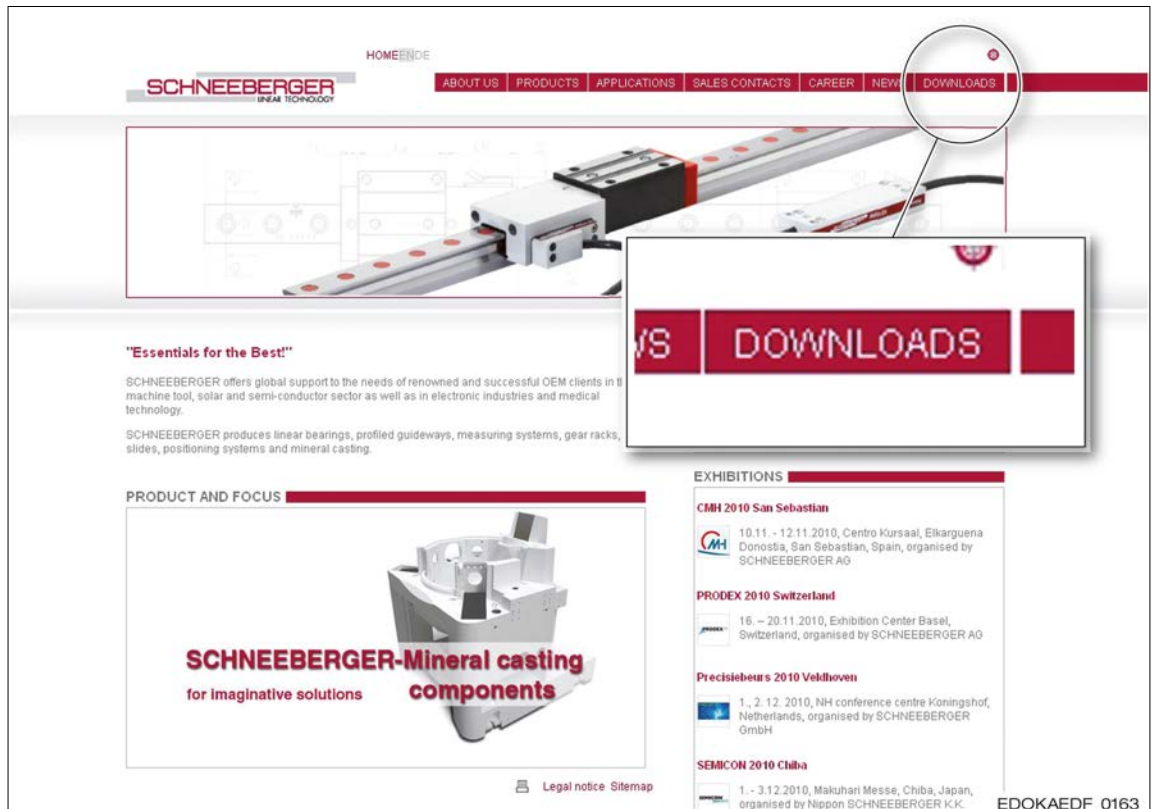 HOME EN DE
SCHNEEBERGER
LINEAR TECHNOLOGY
ABOUT US PRODUCTS APPLICATIONS SALES CONTACTS CAREER NEWS DOWNLOADS
WS DOWNLOADS
"Essentials for the Best!"
SCHNEEBERGER offers global support to the needs of renowned and successful OEM clients in
machine tool, solar and semi-conductor sector as well as in electronic industries and medical
technology.
SCHNEEBERGER produces linear bearings, profiled guideways, measuring systems, gear racks,
slides, positioning systems and mineral casting.
PRODUCT AND FOCUS
SCHNEEBERGER-Mineral casting
for imaginative solutions components
Legal notice Sitemap
EXHIBITIONS
CMH 2010 San Sebastian
CMH
10.11. - 12.11.2010, Centro Kursaal, Elkarguena
Donostia, San Sebastian, Spain, organised by
SCHNEEBERGER AG
PRODEX 2010 Switzerland
PRODEX
16. – 20.11.2010, Exhibition Center Basel,
Switzerland, organised by SCHNEEBERGER AG
Precisiebeurs 2010 Veldhoven
1., 2. 12. 2010, NH conference centre Koningshof,
Netherlands, organised by SCHNEEBERGER
GmbH
SEMICON 2010 Chiba
1. - 3.12.2010, Makuhari Messe, Chiba, Japan,
organised by Nippon SCHNEEBERGER K.K.
EDOKAEDF_0163